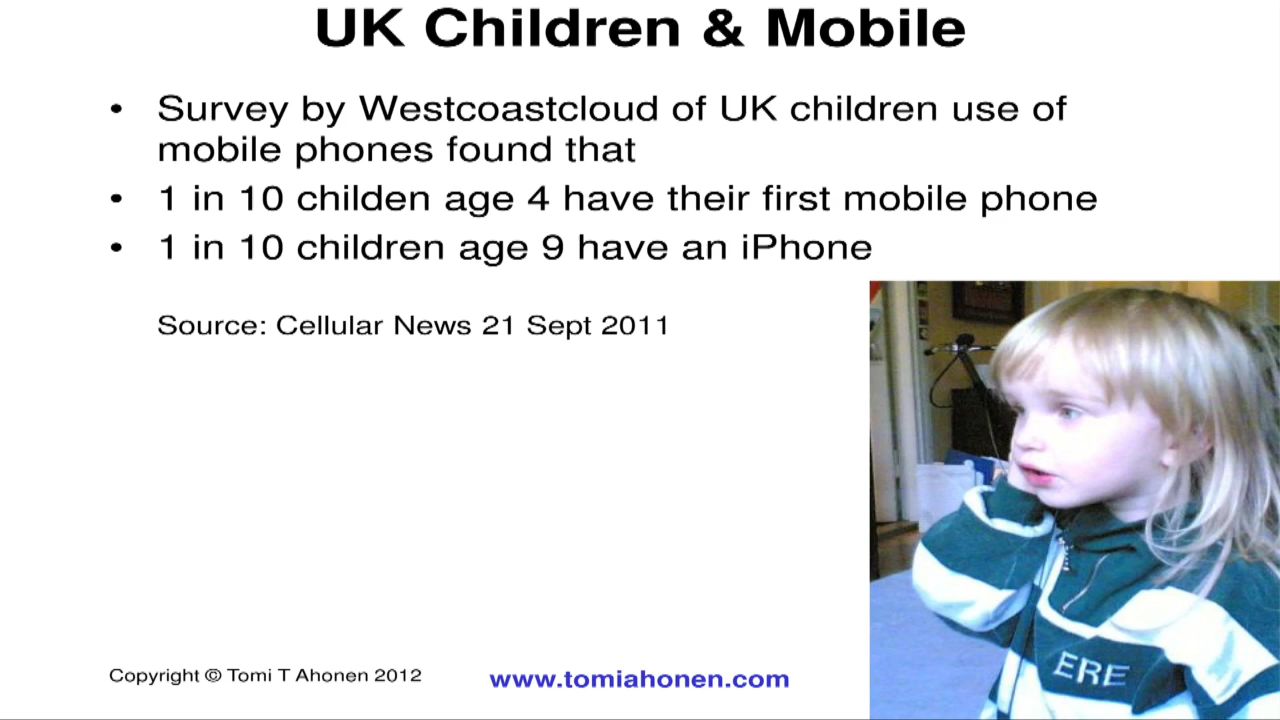 UK Children & Mobile
• Survey by Westcoastcloud of UK children use of
mobile phones found that
• 1 in 10 childen age 4 have their first mobile phone
• 1 in 10 children age 9 have an iPhone
Source: Cellular News 21 Sept 2011
ERE
Copyright © Tomi T Ahonen 2012
www.tomiahonen.com